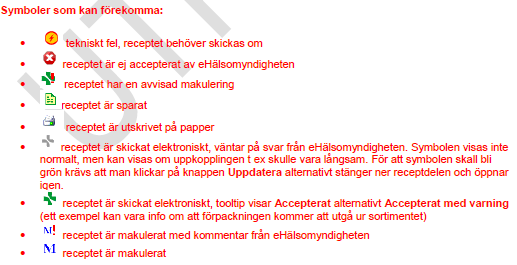 Symboler som kan förekomma:
• tekniskt fel, receptet behöver skickas om
• receptet är ej accepterat av eHälsomyndigheten
• receptet har en avvisad makulering
• receptet är sparat
• receptet är utskrivet på papper
• receptet är skickat elektroniskt, väntar på svar från eHälsomyndigheten. Symbolen visas inte
normalt, men kan visas om uppkopplingen t ex skulle vara långsam. För att symbolen skall bli
grön krävs att man klickar på knappen Uppdatera alternativt stänger ner receptdelen och öppnar
igen.
• receptet är skickat elektroniskt, tooltip visar Accepterat alternativt Accepterat med varning
(ett exempel kan vara info om att förpackningen kommer att utgå ur sortimentet)
• M! receptet är makulerat med kommentar från eHälsomyndigheten
• M receptet är makulerat